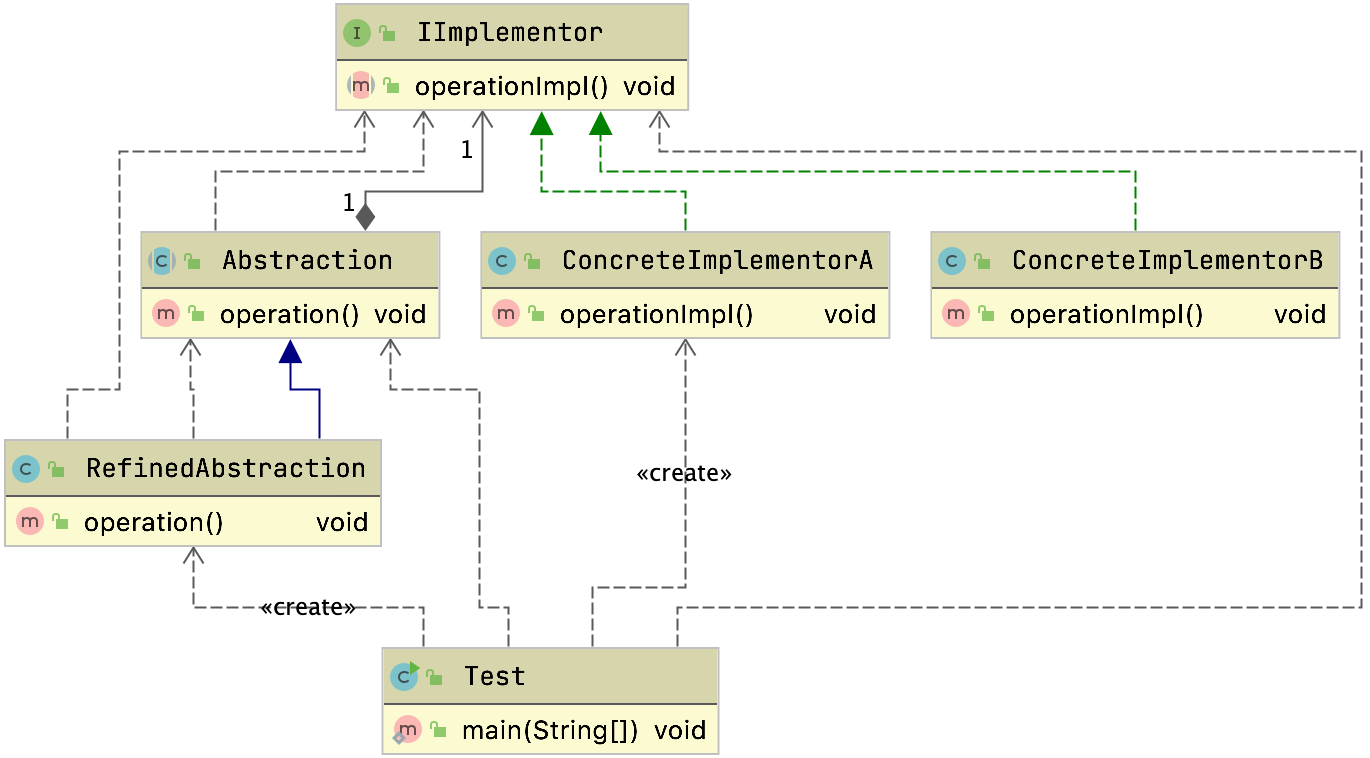 IImplementor
operationImpl() void
1
1
Abstraction
operation() void
ConcreteImplementorA
operationImpl() void
ConcreteImplementorB
operationImpl() void
RefinedAbstraction
operation() void
«create»
«create»
Test
main(String[]) void